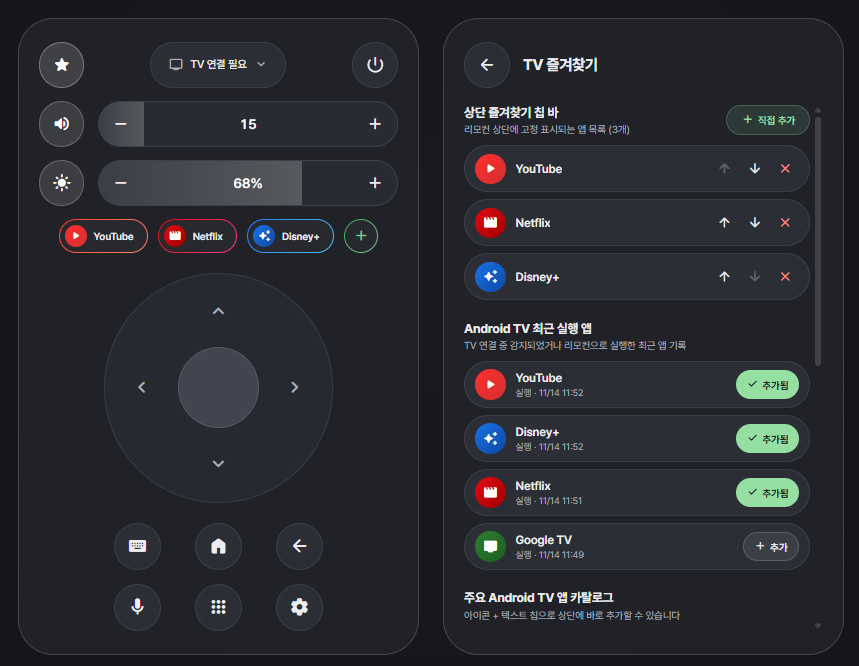 TV 연결 필요
15
68%
YouTube
Netflix
Disney+
TV 즐겨찾기
상단 즐겨찾기 칩 바
리모컨 상단에 고정 표시되는 앱 목록 (3개)
+ 직접 추가
YouTube
Netflix
Disney+
Android TV 최근 실행 앱
TV 연결 중 감지되었거나 리모컨으로 실행한 최근 앱 기록
YouTube
실행 · 11/14 11:52
추가됨
Disney+
실행 · 11/14 11:52
추가됨
Netflix
실행 · 11/14 11:51
추가됨
Google TV
실행 · 11/14 11:49
+ 추가
주요 Android TV 앱 카탈로그
아이콘 + 텍스트 칩으로 상단에 바로 추가할 수 있습니다